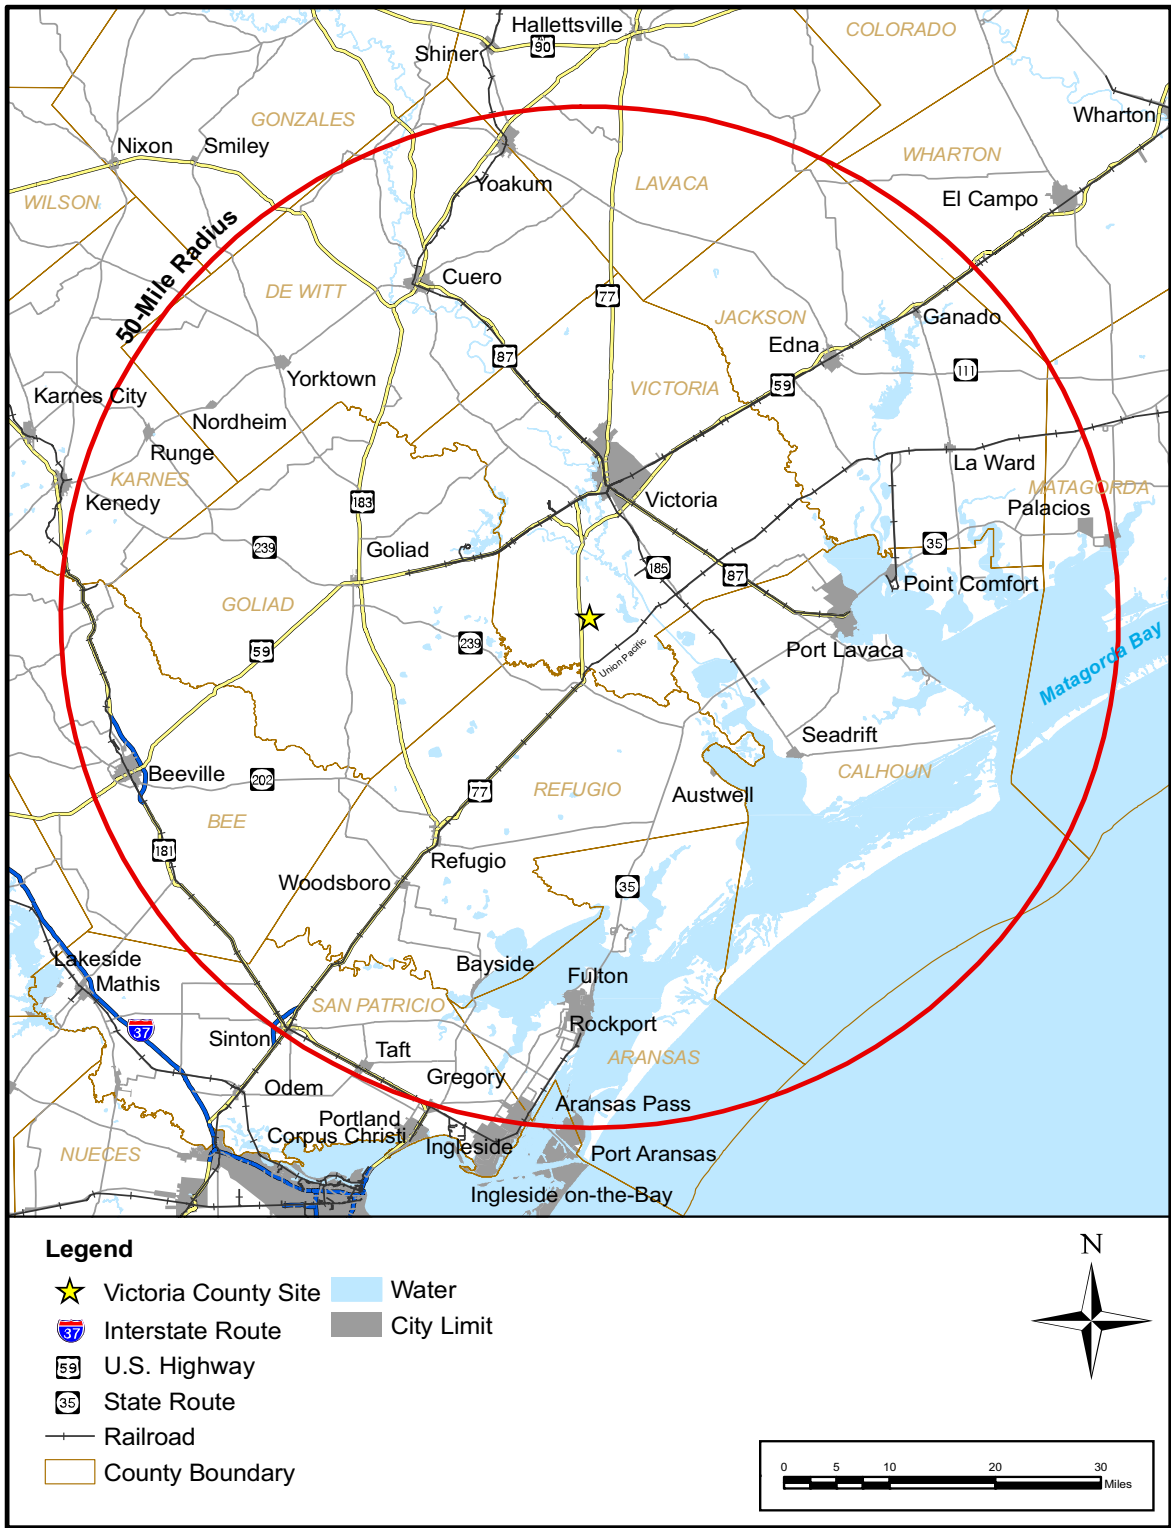 Hallettsville
COLORADO
90
Shiner
Wharton
GONZALES
Nixon
Smiley
WHARTON
Yoakum
LAVACA
El Campo
WILSON
50-Mile Radius
Cuero
DE WITT
77
JACKSON
Ganado
Edna
87
111
Yorktown
VICTORIA
59
Karnes City
Nordheim
Runge
La Ward
KARNES
MATAGORDA
Kenedy
183
Victoria
Palacios
239
Goliad
35
185
87
Point Comfort
GOLIAD
239
59
Union Pacific
Port Lavaca
Matagorda Bay
Seadrift
Beeville
202
CALHOUN
77
REFUGIO
Austwell
BEE
181
Refugio
Woodsboro
35
Lakeside
Bayside
Mathis
Fulton
SAN PATRICIO
37
Sinton
Rockport
Taft
ARANSAS
Gregory
Odem
Aransas Pass
Portland
Corpus Christi
Ingleside
NUECES
Port Aransas
Ingleside on-the-Bay
Legend
Victoria County Site
Water
37
Interstate Route
City Limit
59
U.S. Highway
35
State Route
Railroad
County Boundary
N
0 5 10 20 30
Miles